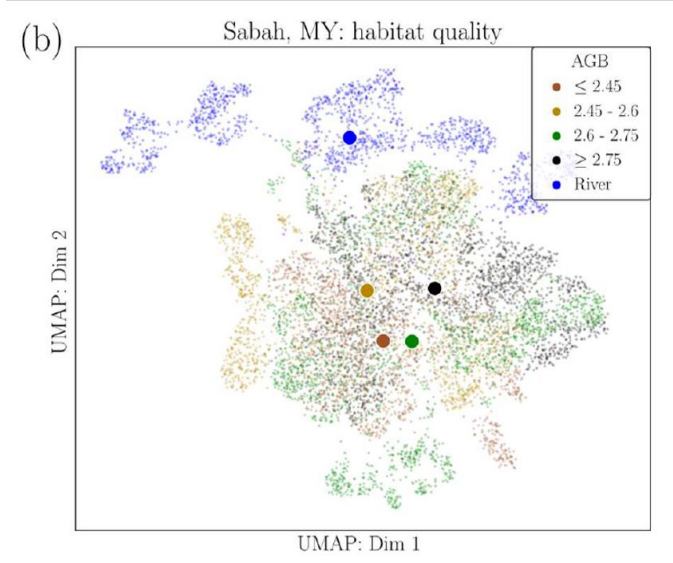 (b)
Sabah, MY: habitat quality
AGB
≤ 2.45
2.45 - 2.6
2.6 - 2.75
≥ 2.75
River
UMAP: Dim 2
UMAP: Dim 1